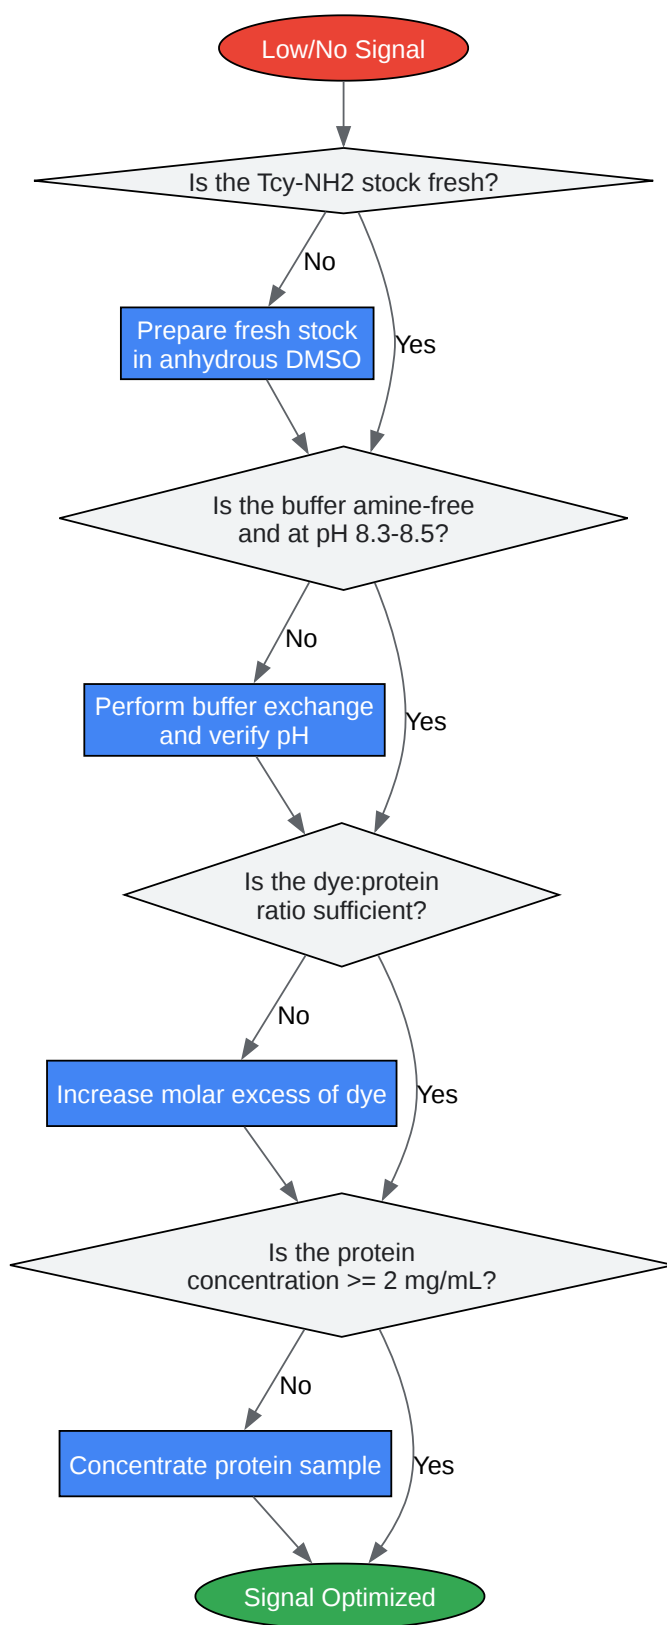 Low/No Signal
Is the Tcy-NH2 stock fresh?
No
Prepare fresh stock
in anhydrous DMSO
Yes
Is the buffer amine-free
and at pH 8.3-8.5?
No
Perform buffer exchange
and verify pH
Yes
Is the dye:protein
ratio sufficient?
No
Increase molar excess of dye
Yes
Is the protein
concentration >= 2 mg/mL?
No
Concentrate protein sample
Yes
Signal Optimized